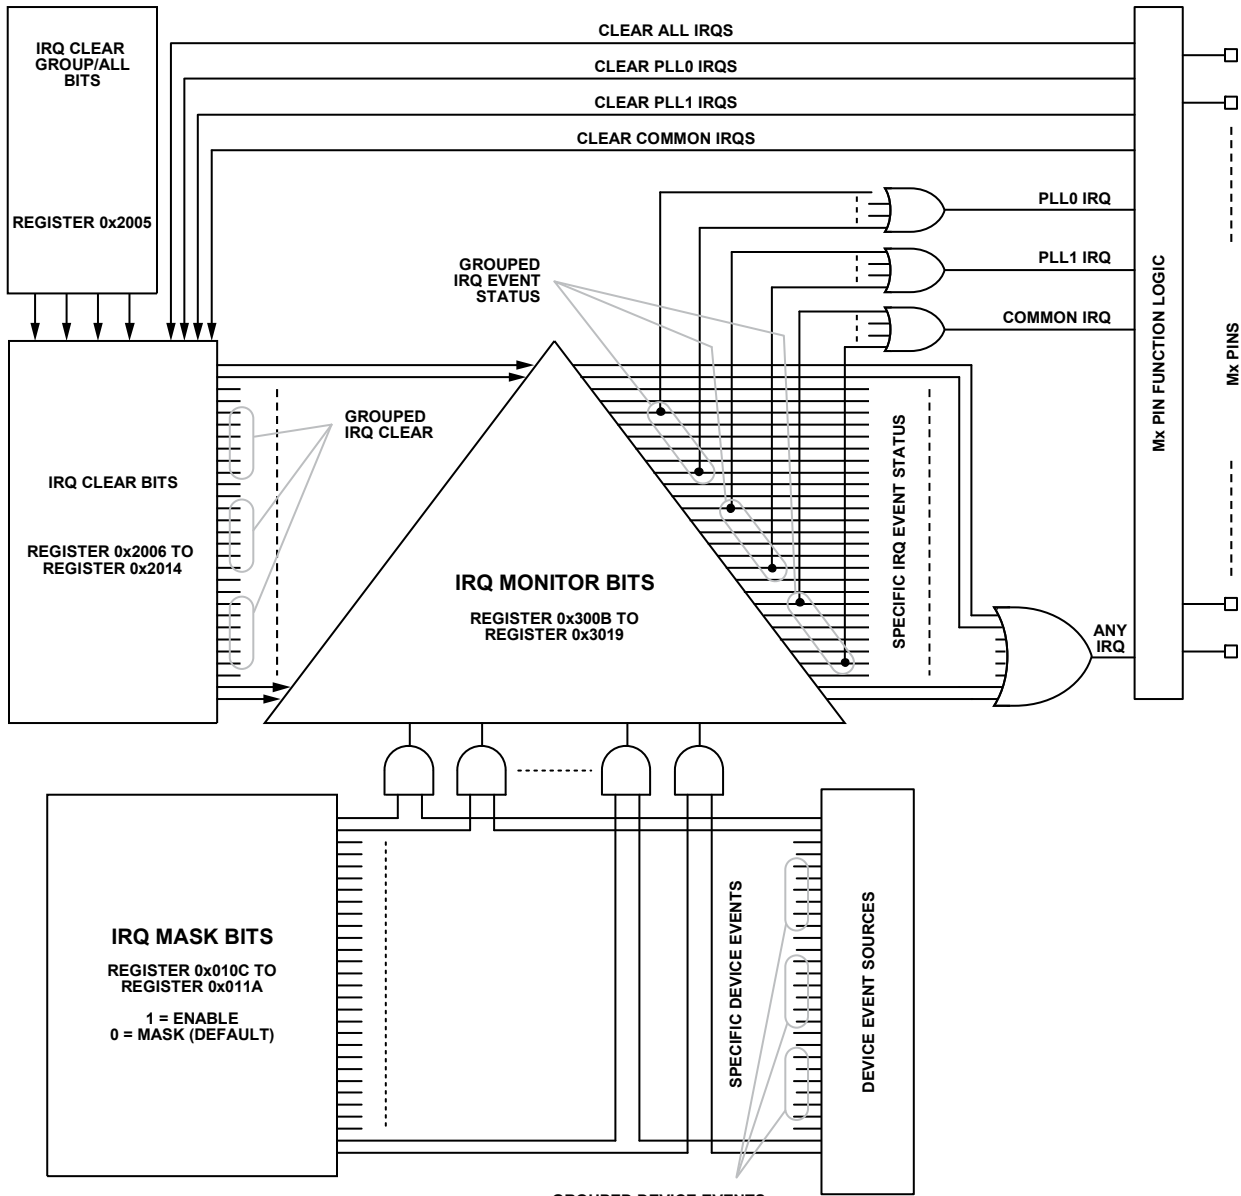 IRQ CLEAR
GROUP/ALL
BITS
REGISTER 0x2005
CLEAR ALL IRQS
CLEAR PLL0 IRQS
CLEAR PLL1 IRQS
CLEAR COMMON IRQS
PLL0 IRQ
PLL1 IRQ
COMMON IRQ
GROUPED
IRQ EVENT
STATUS
Mx PIN FUNCTION LOGIC
Mx PINS
GROUPED
IRQ CLEAR
IRQ CLEAR BITS
REGISTER 0x2006 TO
REGISTER 0x2014
IRQ MONITOR BITS
REGISTER 0x300B TO
REGISTER 0x3019
SPECIFIC IRQ EVENT STATUS
ANY
IRQ
IRQ MASK BITS
REGISTER 0x010C TO
REGISTER 0x011A
1 = ENABLE
0 = MASK (DEFAULT)
SPECIFIC DEVICE EVENTS
DEVICE EVENT SOURCES
GROUPED DEVICE EVENTS